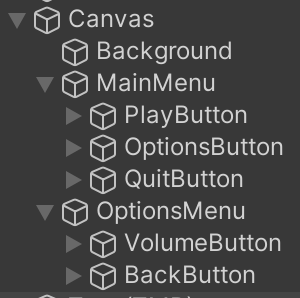 Canvas
Background
MainMenu
PlayButton
OptionsButton
QuitButton
OptionsMenu
VolumeButton
BackButton